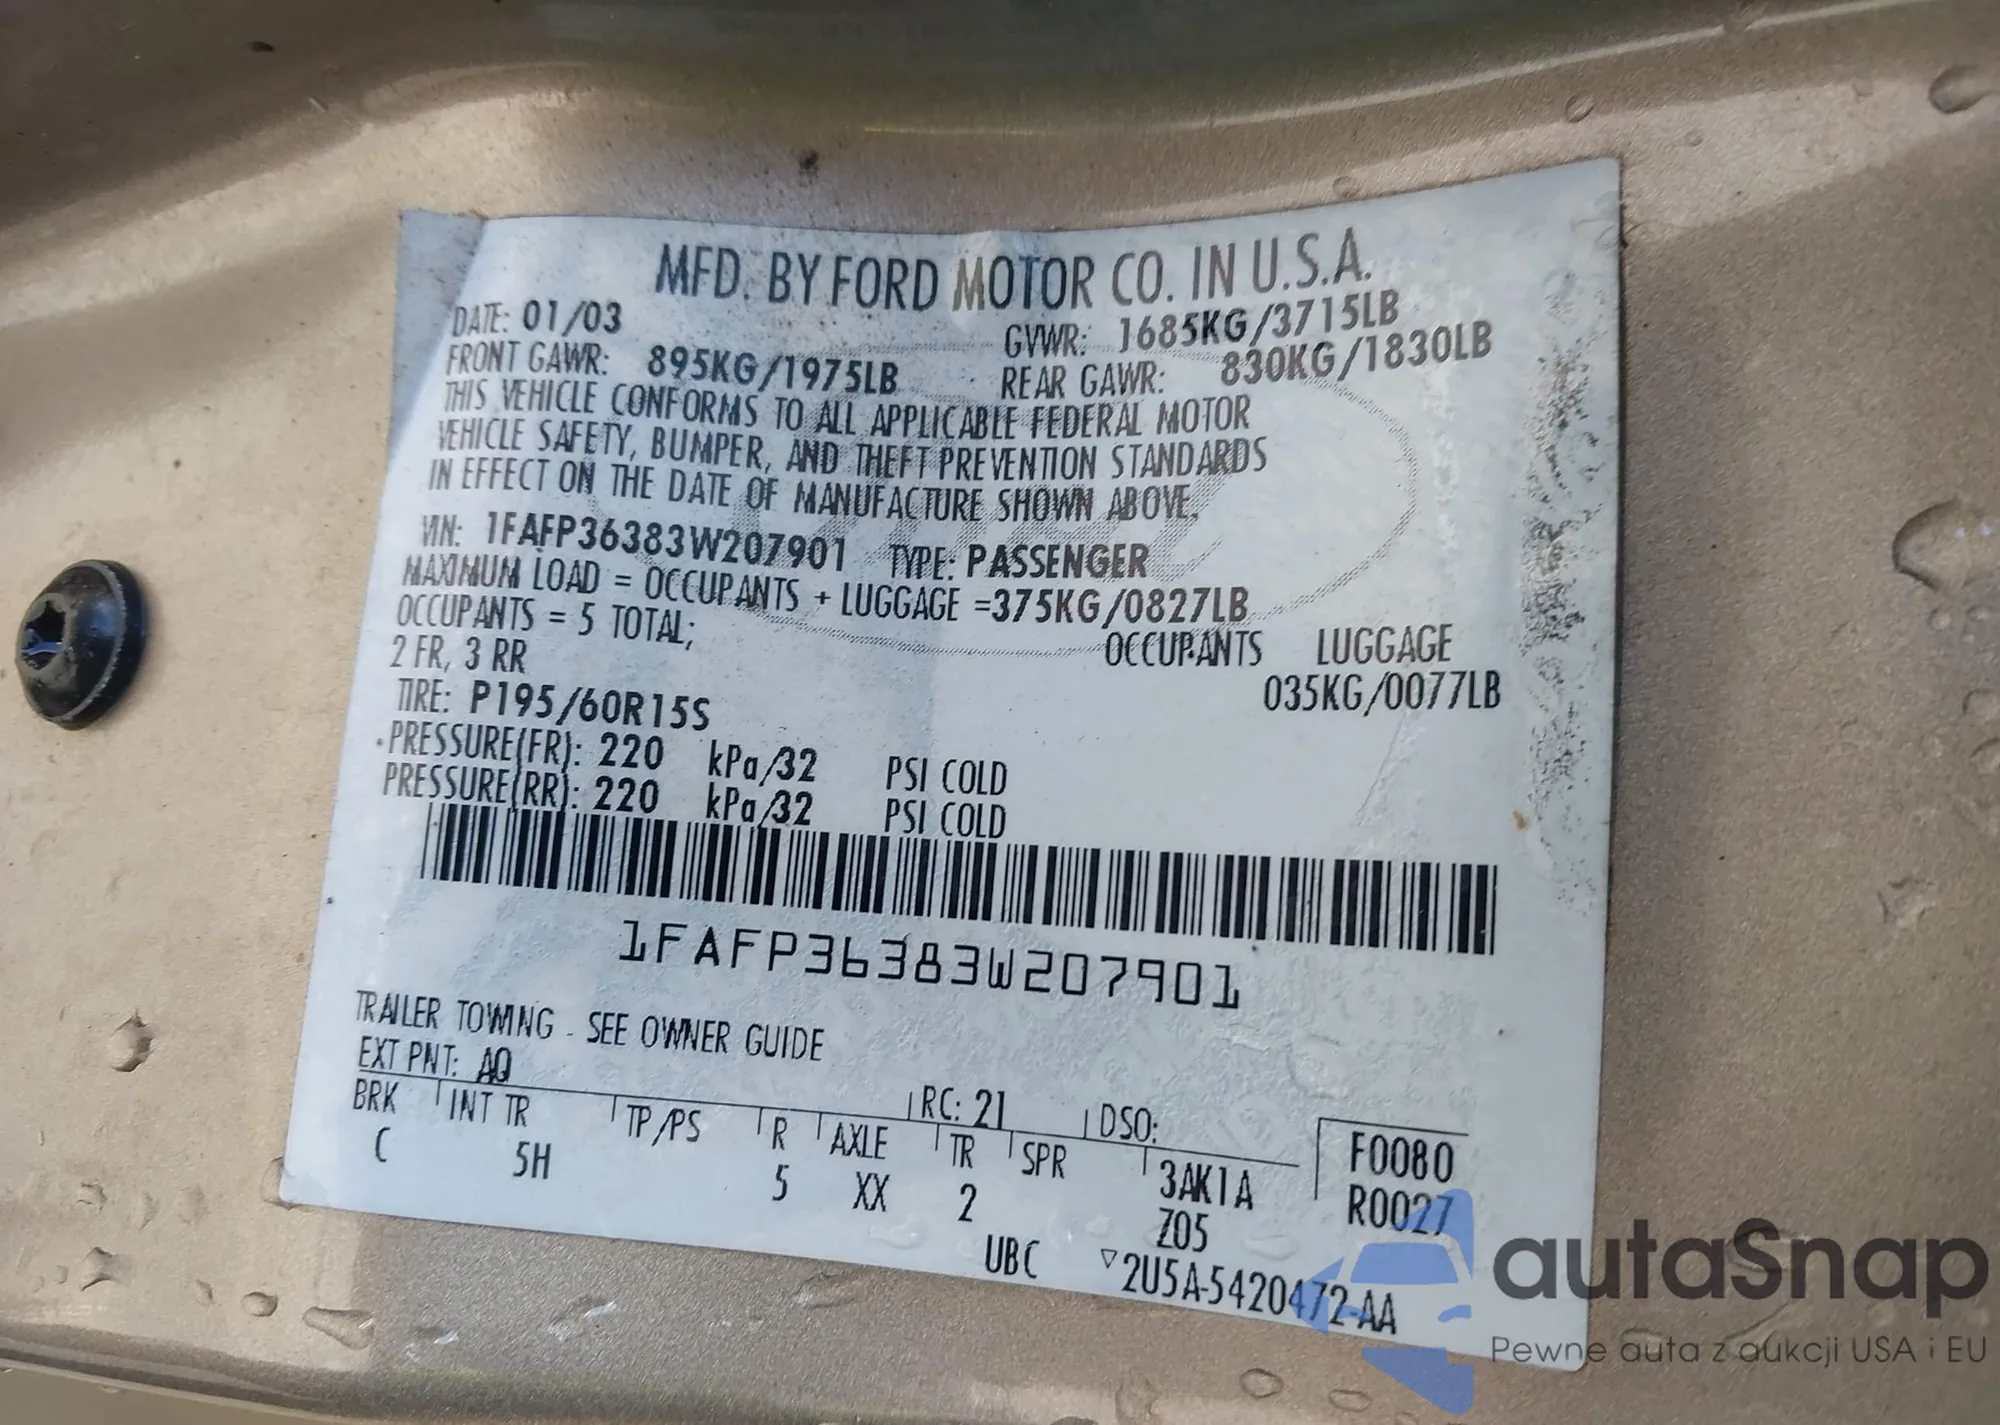 MFD. BY FORD MOTOR CO. IN U.S.A.
DATE: 01/03 GVWR: 1685KG/3715LB
FRONT GAWR: 895KG/1975LB REAR GAWR: 830KG/1830LB
THIS VEHICLE CONFORMS TO ALL APPLICABLE FEDERAL MOTOR
VEHICLE SAFETY, BUMPER, AND THEFT PREVENTION STANDARDS
IN EFFECT ON THE DATE OF MANUFACTURE SHOWN ABOVE.
VIN: 1FAFP36383W207901 TYPE: PASSENGER
MAXIMUM LOAD = OCCUPANTS + LUGGAGE =375KG/0827LB
OCCUPANTS = 5 TOTAL; OCCUPANTS LUGGAGE
2 FR, 3 RR 035KG/0077LB
TIRE: P195/60R15S
PRESSURE(FR): 220 kPa/32 PSI COLD
PRESSURE(RR): 220 kPa/32 PSI COLD
1FAFP36383W207901
TRAILER TOWING - SEE OWNER GUIDE
EXT PNT: AQ RC: 21 DSO:
BRK INT TR TP/PS R AXLE TR SPR 3AK1A F0080
C 5H 5 XX 2 Z05 R0027
UBC ▽2U5A-5420472-AA
autaSnap
Pewne auta z aukcji USA i EU